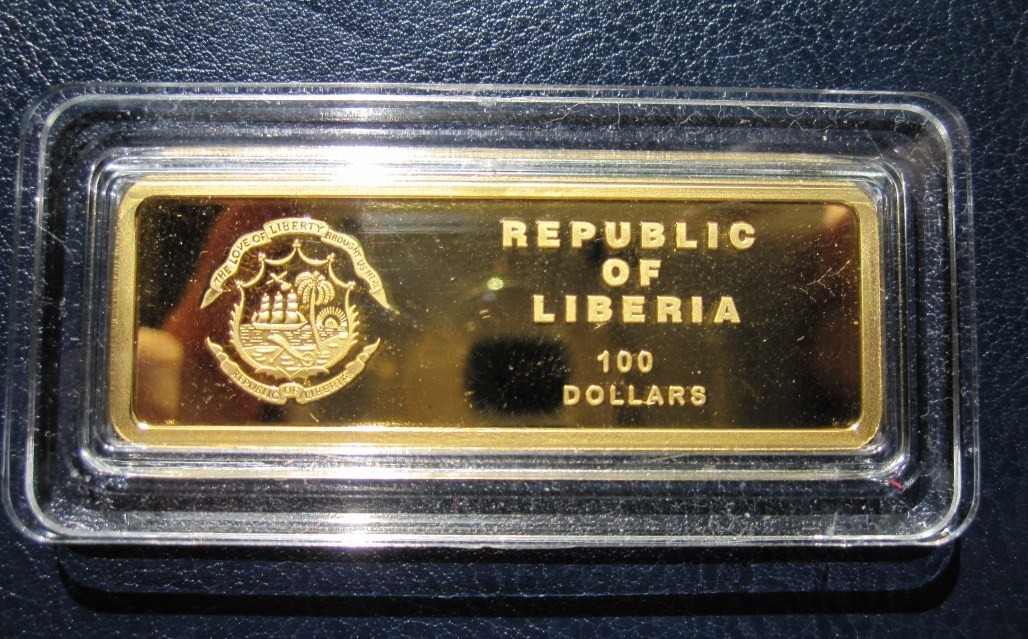 THE LOVE OF LIBERTY BROUGHT US HERE
REPUBLIC OF LIBERIA
REPUBLIC
OF
LIBERIA
100
DOLLARS